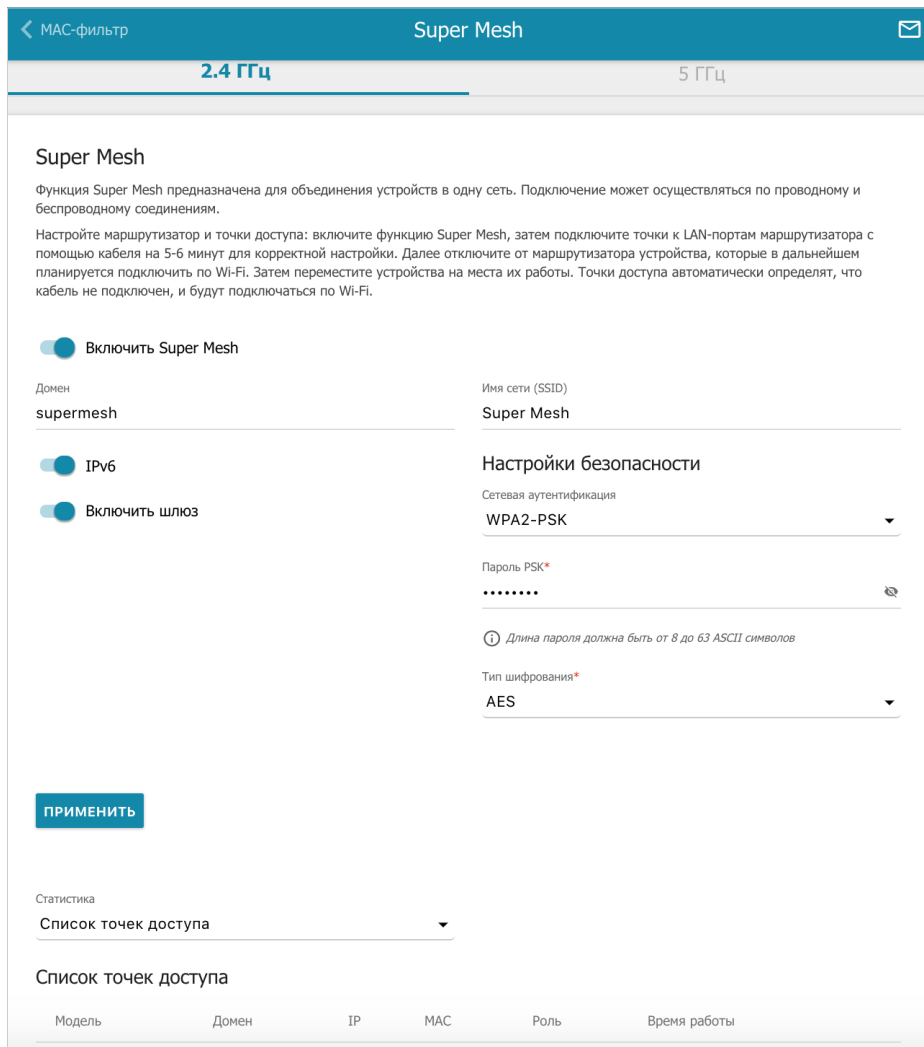 МАС-фильтр
Super Mesh
2.4 ГГц
5 ГГц
Super Mesh
Функция Super Mesh предназначена для объединения устройств в одну сеть. Подключение может осуществляться по проводному и
беспроводному соединениям.
Настройте маршрутизатор и точки доступа: включите функцию Super Mesh, затем подключите точки к LAN-портам маршрутизатора с
помощью кабеля на 5-6 минут для корректной настройки. Далее отключите от маршрутизатора устройства, которые в дальнейшем
планируется подключить по Wi-Fi. Затем переместите устройства на места их работы. Точки доступа автоматически определят, что
кабель не подключен, и будут подключаться по Wi-Fi.
Включить Super Mesh
Домен
supermesh
IPv6
Включить шлюз
Имя сети (SSID)
Super Mesh
Настройки безопасности
Сетевая аутентификация
WPA2-PSK
Пароль PSK*
••••••••
Длина пароля должна быть от 8 до 63 ASCII символов
Тип шифрования*
AES
ПРИМЕНИТЬ
Статистика
Список точек доступа
Список точек доступа
Модель Домен IP MAC Роль Время работы